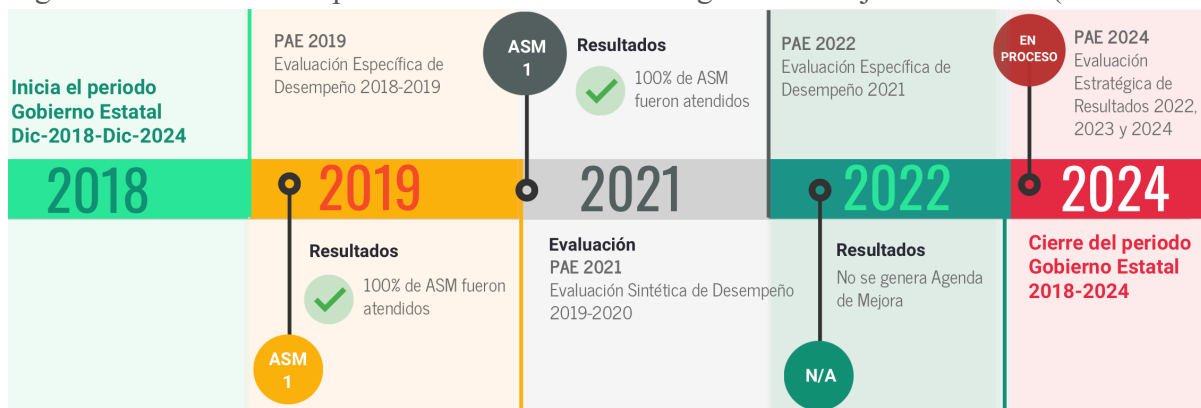 Inicia el periodo
Gobierno Estatal
Dic-2018-Dic-2024
2018
PAE 2019
Evaluación Específica de
Desempeño 2018-2019
2019
Resultados
100% de ASM fueron
atendidos
ASM
1
ASM
1
Resultados
100% de ASM
fueron atendidos
2021
Evaluación
PAE 2021
Evaluación Sintética de Desempeño
2019-2020
PAE 2022
Evaluación Específica de
Desempeño 2021
2022
Resultados
No se genera Agenda
de Mejora
N/A
EN
PROCESO
PAE 2024
Evaluación
Estratégica de
Resultados 2022,
2023 y 2024
2024
Cierre del periodo
Gobierno Estatal
2018-2024